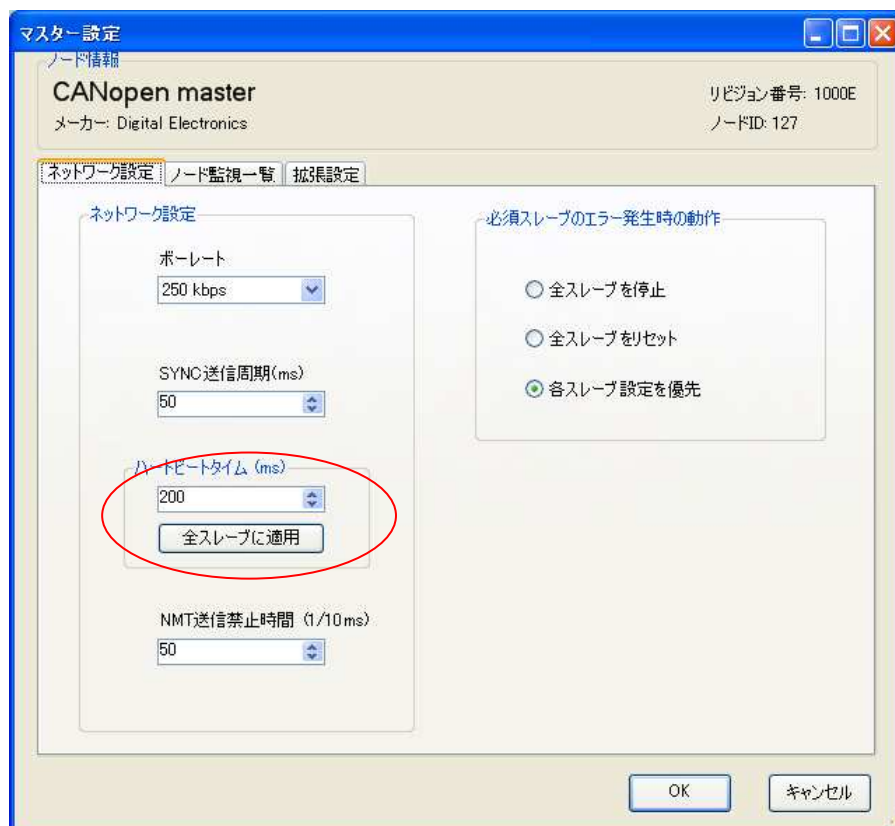 マスター設定
ノード情報
CANopen master
リビジョン番号: 1000E
メーカー: Digital Electronics
ノードID: 127
ネットワーク設定
ノード監視一覧
拡張設定
ネットワーク設定
ボーレート
250 kbps
SYNC送信周期(ms)
50
ハートビートタイム (ms)
200
全スレーブに適用
NMT送信禁止時間 (1/10ms)
50
必須スレーブのエラー発生時の動作
全スレーブを停止
全スレーブをリセット
各スレーブ設定を優先
OK
キャンセル